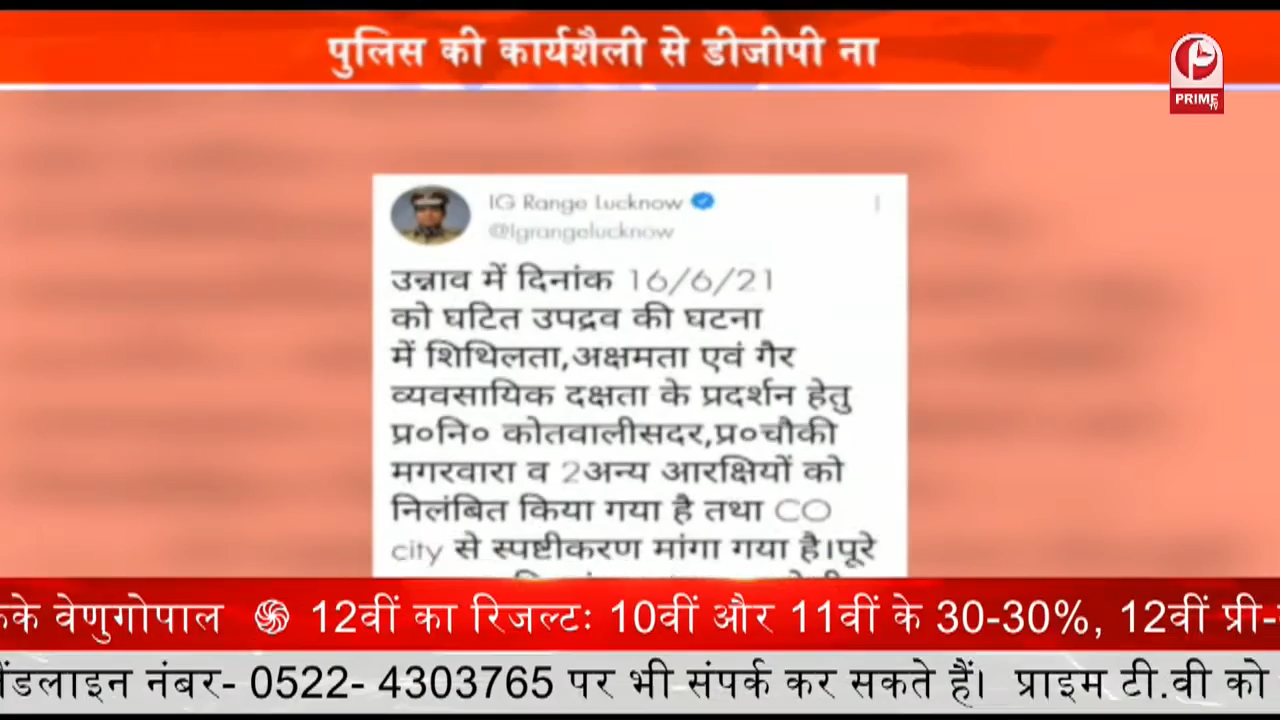 पुलिस की कार्यशैली से डीजीपी ना
PRIME
TV
IG Range Lucknow
@Igrangelucknow
उन्नाव में दिनांक 16/6/21
को घटित उपद्रव की घटना
में शिथिलता,अक्षमता एवं गैर
व्यवसायिक दक्षता के प्रदर्शन हेतु
प्र०नि० कोतवालीसदर,प्र०चौकी
मगरवारा व 2अन्य आरक्षियों को
निलंबित किया गया है तथा CO
city से स्पष्टीकरण मांगा गया है।पूरे
वेणुगोपाल 12वीं का रिजल्टः 10वीं और 11वीं के 30-30%, 12वीं प्री-
नंबर- 0522- 4303765 पर भी संपर्क कर सकते हैं। प्राइम टी.वी को